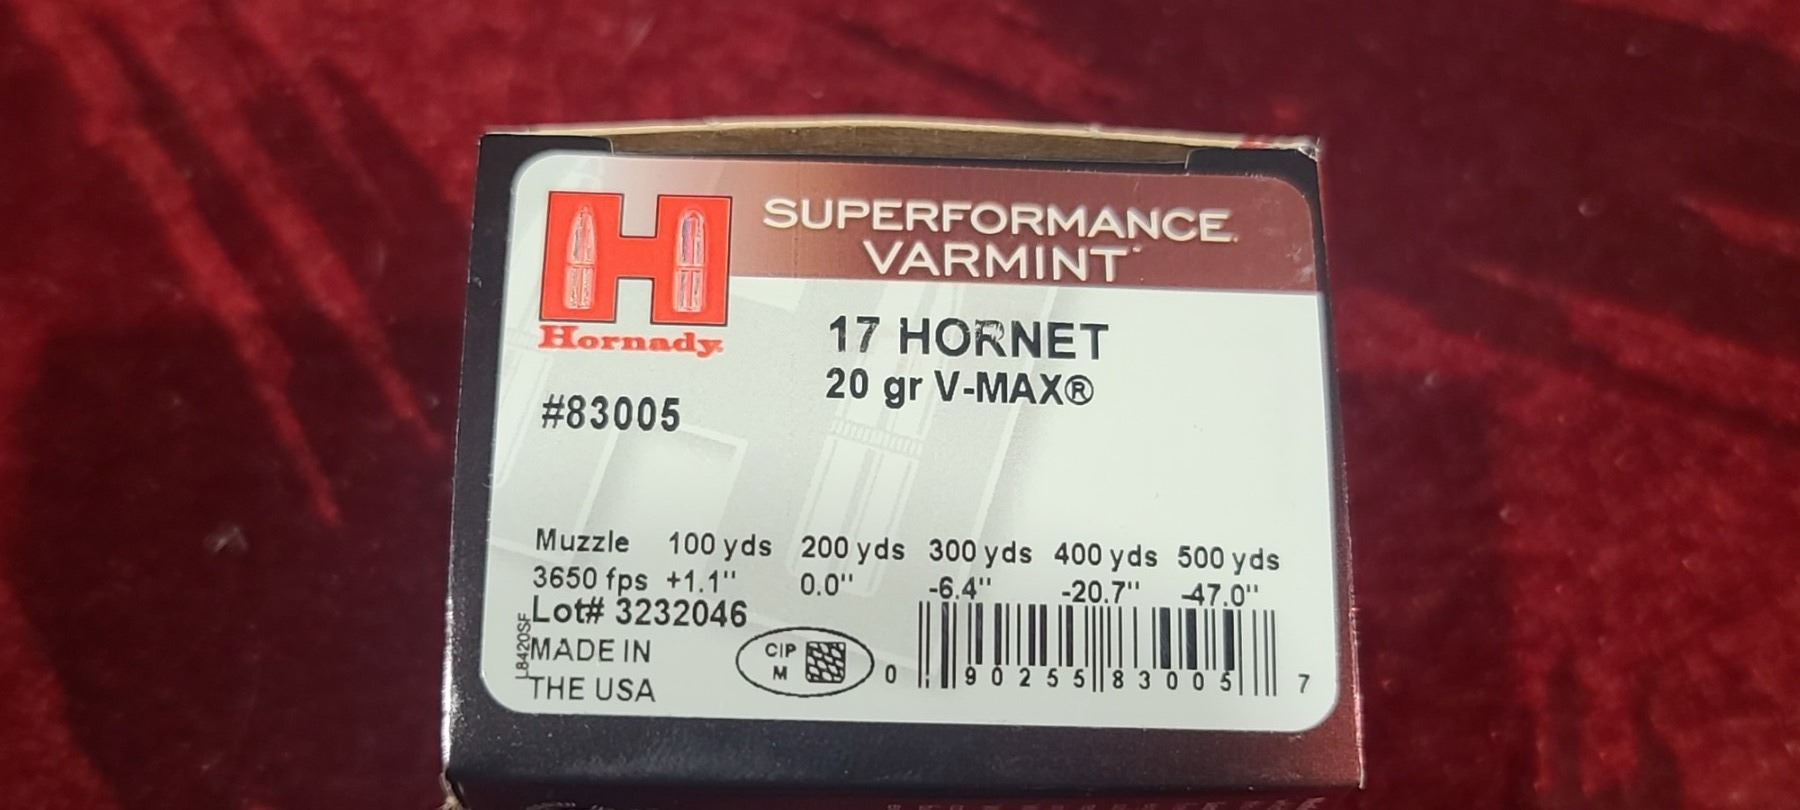 SUPERFORMANCE
VARMINT™
Hornady
17 HORNET
20 gr V-MAX®
#83005
Muzzle 100 yds 200 yds 300 yds 400 yds 500 yds
3650 fps +1.1" 0.0" -6.4" -20.7" -47.0"
Lot# 3232046
L8420SF
MADE IN
THE USA
CIP
M
0 90255 83005 7